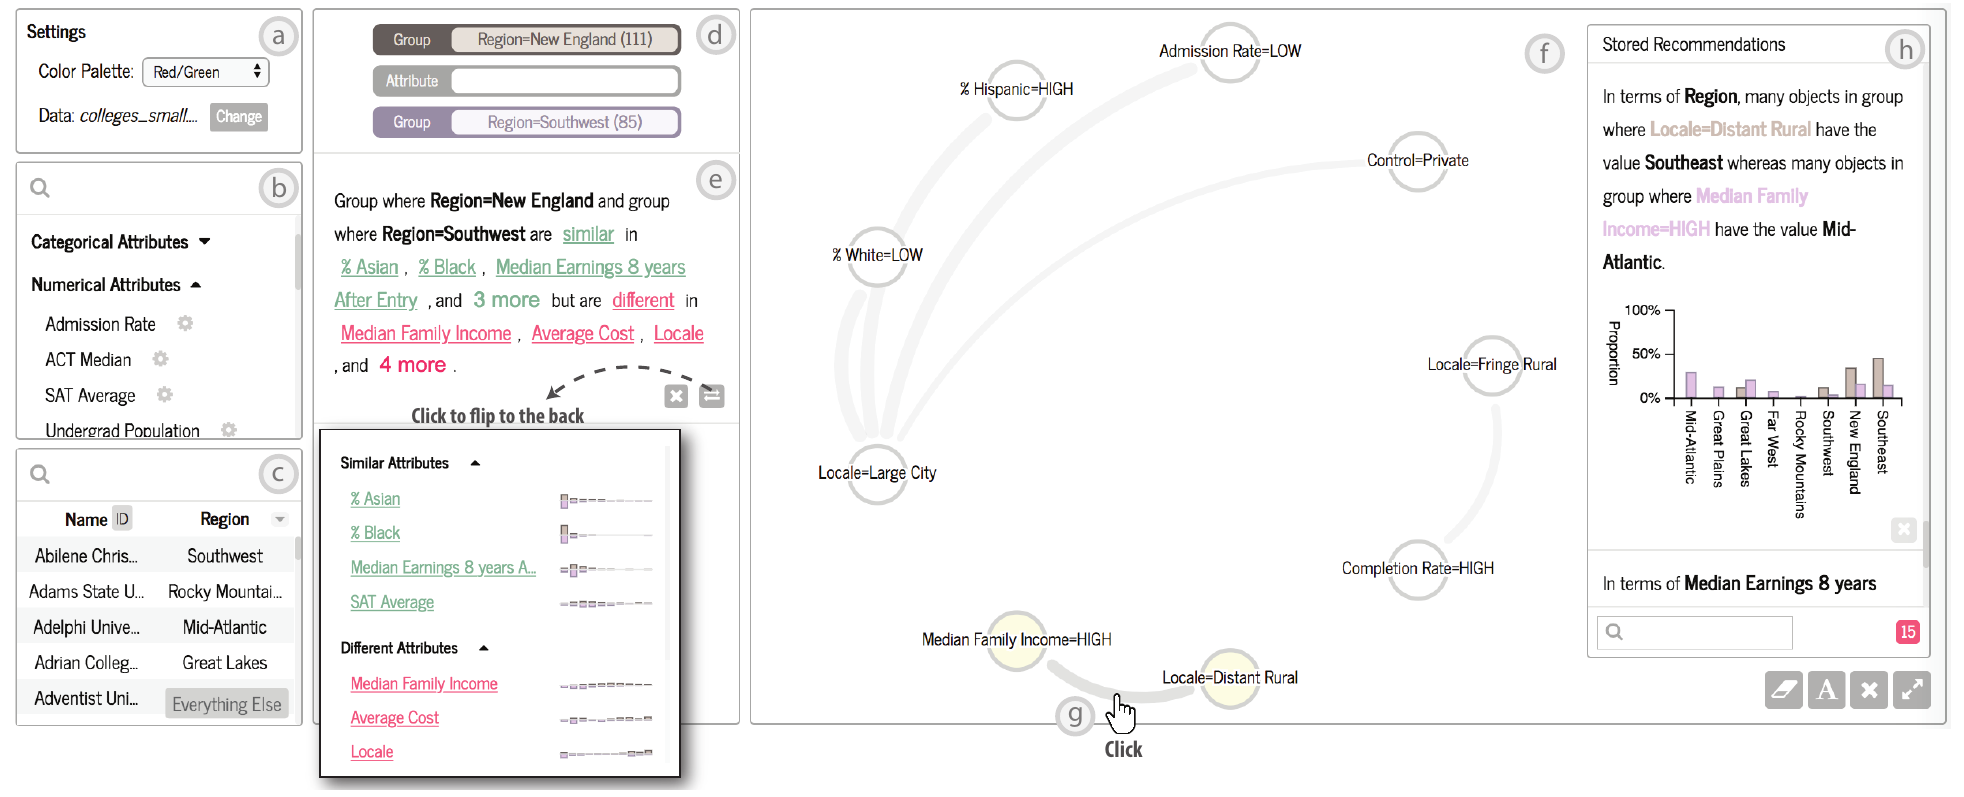 Settings
a
Color Palette:
Red/Green
Data: colleges_small....
Change
b
Categorical Attributes
Numerical Attributes
Admission Rate
ACT Median
SAT Average
Undergrad Population
c
Name ID
Region
Abilene Chris...
Southwest
Adams State U...
Rocky Mountai...
Adelphi Unive...
Mid-Atlantic
Adrian Colleg...
Great Lakes
Adventist Uni...
Everything Else
d
Group
Region=New England (111)
Attribute
Group
Region=Southwest (85)
e
Group where Region=New England and group
where Region=Southwest are similar in
% Asian , % Black , Median Earnings 8 years
After Entry , and 3 more but are different in
Median Family Income , Average Cost , Locale
, and 4 more .
Click to flip to the back
Similar Attributes
% Asian
% Black
Median Earnings 8 years A...
SAT Average
Different Attributes
Median Family Income
Average Cost
Locale
f
Admission Rate=LOW
% Hispanic=HIGH
Control=Private
% White=LOW
Locale=Fringe Rural
Locale=Large City
Completion Rate=HIGH
Median Family Income=HIGH
Locale=Distant Rural
g
Click
Stored Recommendations
h
In terms of Region, many objects in group
where Locale=Distant Rural have the
value Southeast whereas many objects in
group where Median Family
Income=HIGH have the value Mid-
Atlantic.
Proportion
100%
50%
0%
Mid-Atlantic
Great Plains
Great Lakes
Far West
Rocky Mountains
Southwest
New England
Southeast
In terms of Median Earnings 8 years
15
A